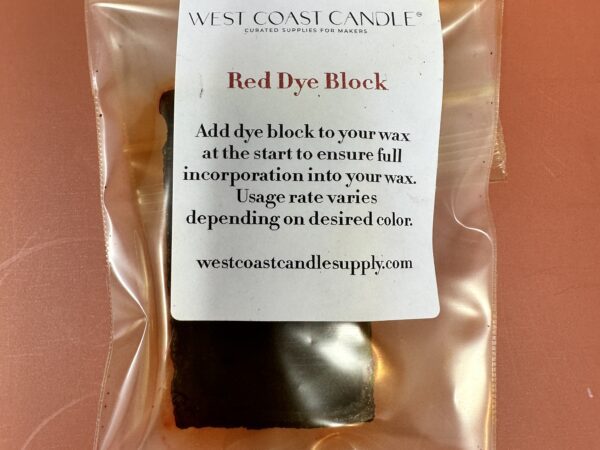 WEST COAST CANDLE
CURATED SUPPLIES FOR MAKERS
Red Dye Block
Add dye block to your wax
at the start to ensure full
incorporation into your wax.
Usage rate varies
depending on desired color.
westcoastcandlesupply.com